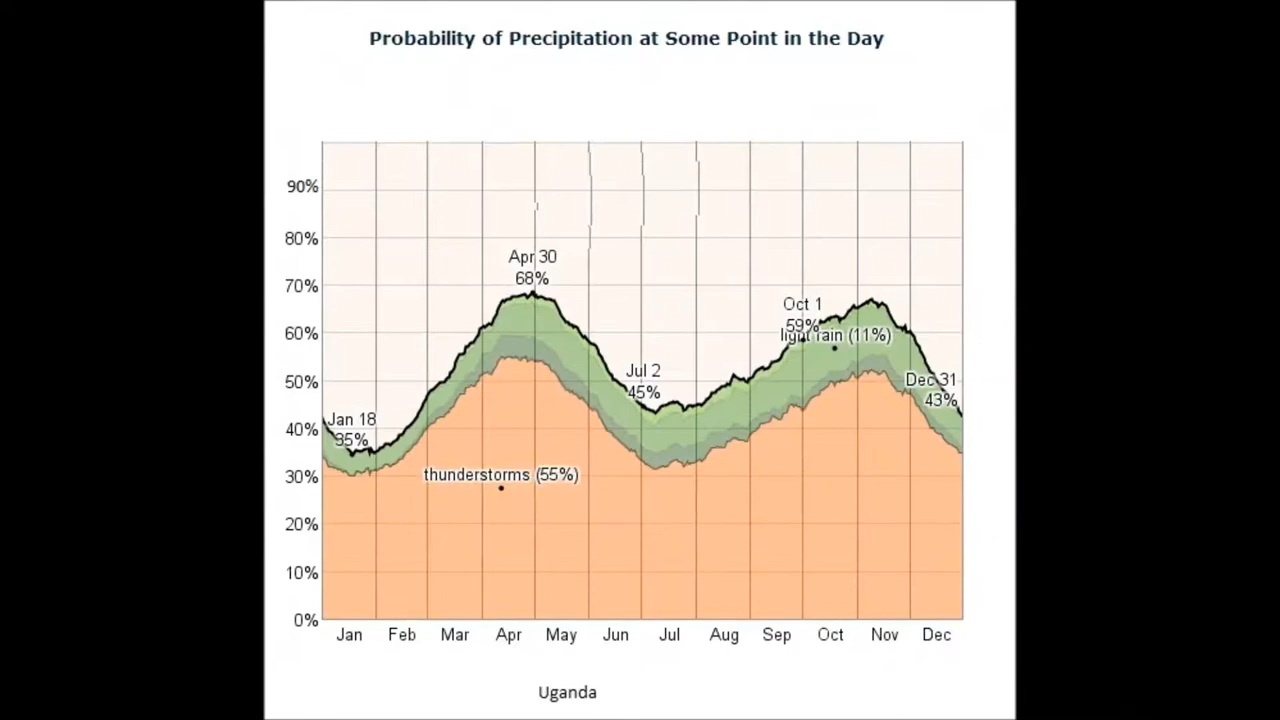 Probability of Precipitation at Some Point in the Day
90%
80%
70%
60%
50%
40%
30%
20%
10%
0%
Apr 30
68%
Oct 1
59%
light rain (11%)
Jul 2
45%
Dec 31
43%
Jan 18
35%
thunderstorms (55%)
Jan Feb Mar Apr May Jun Jul Aug Sep Oct Nov Dec
Uganda